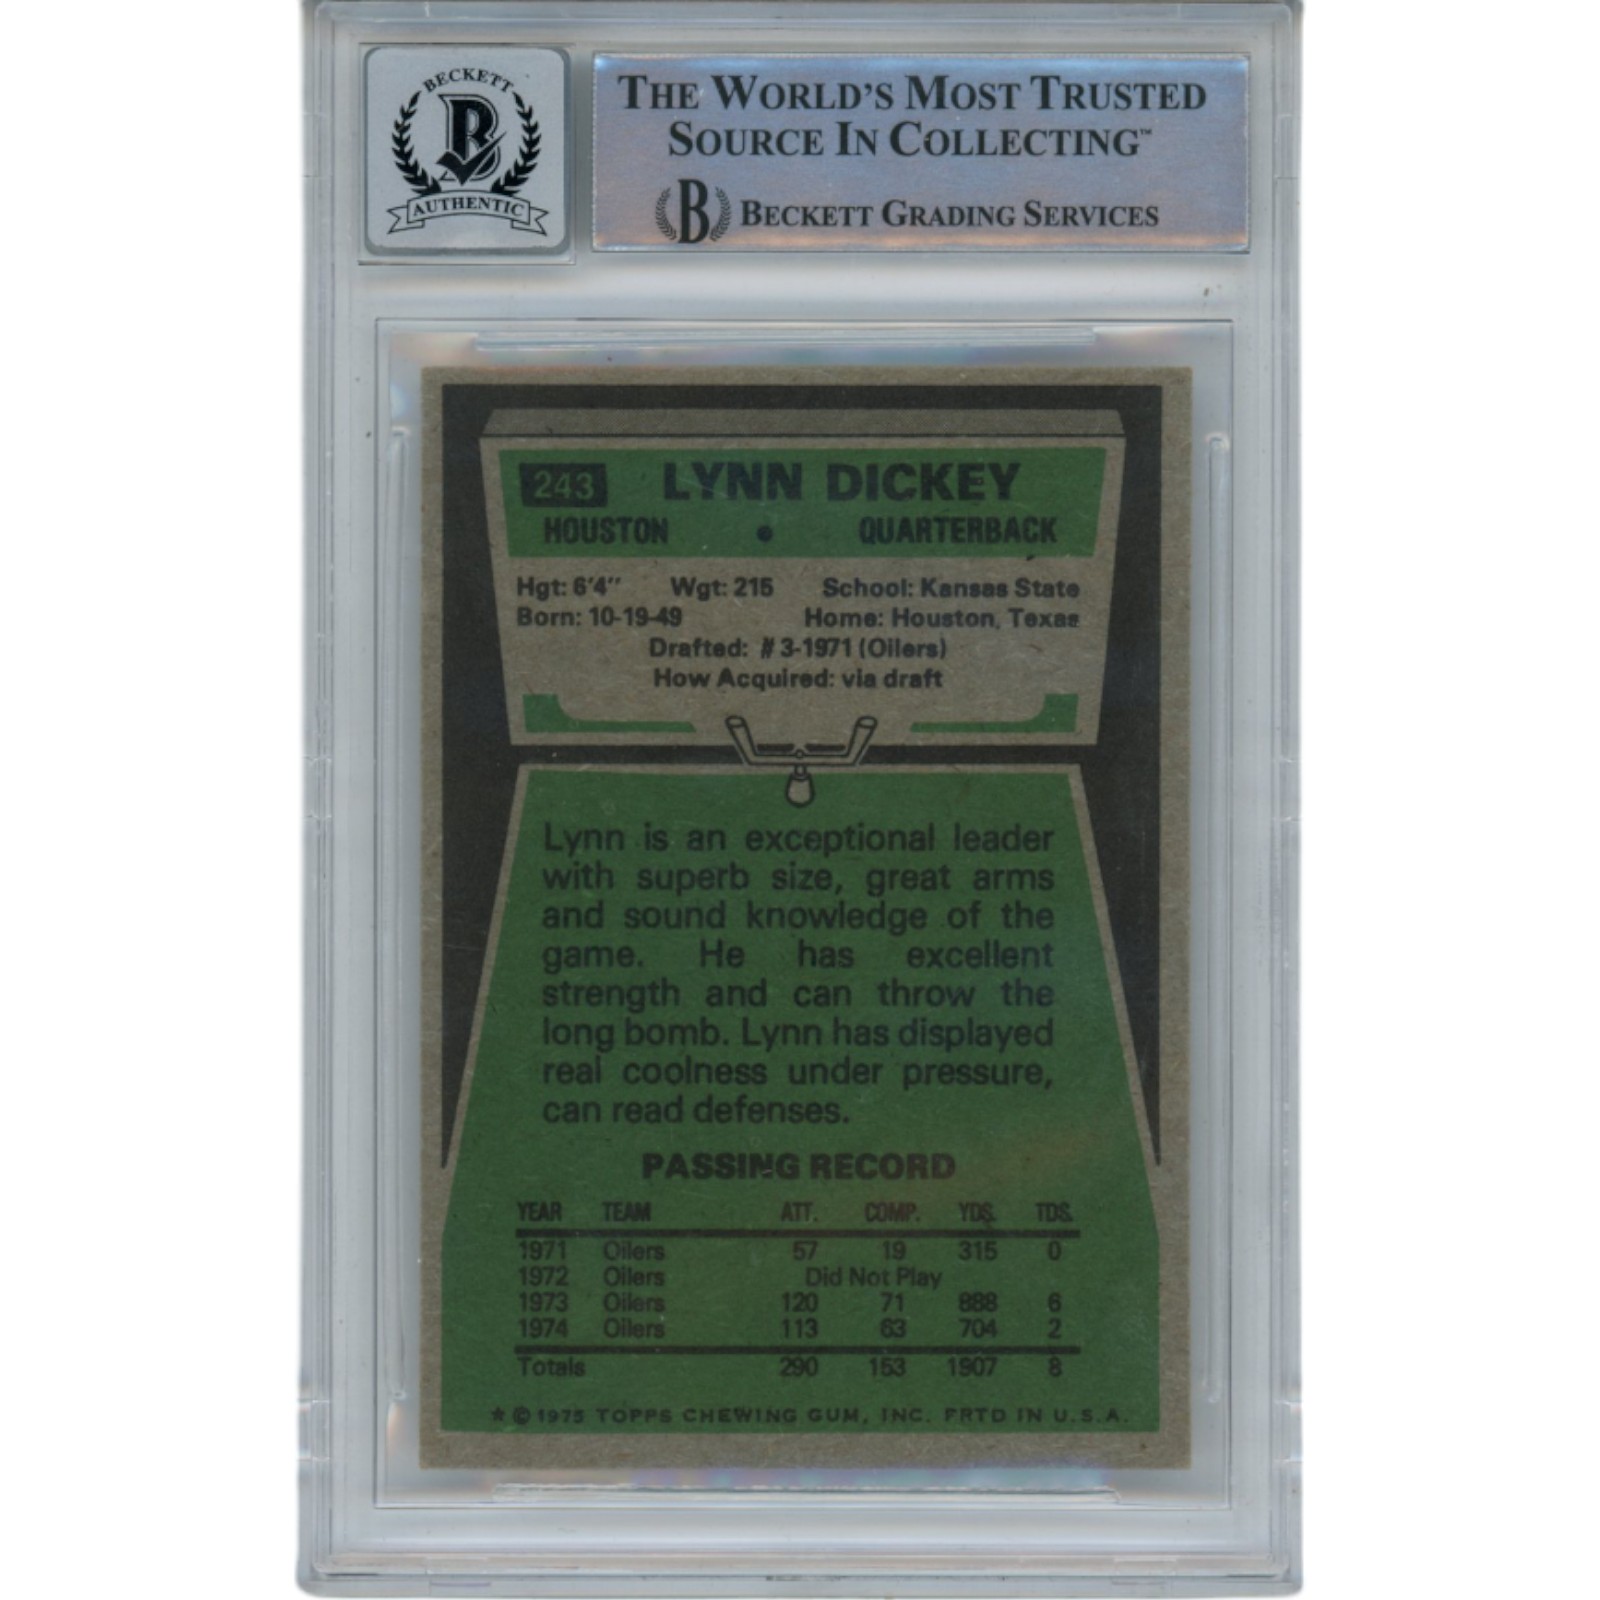 BECKETT
B
AUTHENTIC
THE WORLD'S MOST TRUSTED
SOURCE IN COLLECTING™
B BECKETT GRADING SERVICES
243 LYNN DICKEY
HOUSTON • QUARTERBACK
Hgt: 6'4" Wgt: 215 School: Kansas State
Born: 10-19-49 Home: Houston, Texas
Drafted: #3-1971 (Oilers)
How Acquired: via draft
Lynn is an exceptional leader
with superb size, great arms
and sound knowledge of the
game. He has excellent
strength and can throw the
long bomb. Lynn has displayed
real coolness under pressure,
can read defenses.
PASSING RECORD
YEAR TEAM ATT. COMP. YDS. TDS.
1971 Oilers 57 19 315 0
1972 Oilers Did Not Play
1973 Oilers 120 71 888 6
1974 Oilers 113 63 704 2
Totals 290 153 1907 8
★ © 1975 TOPPS CHEWING GUM, INC. PRTD IN U.S.A.